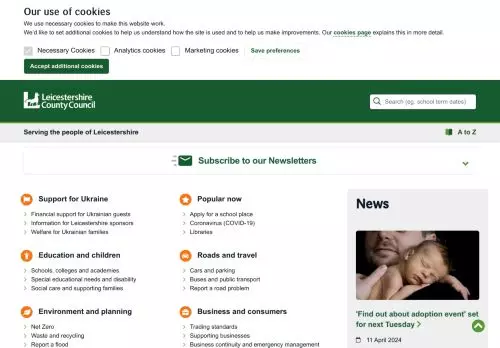 Our use of cookies
We use necessary cookies to make this website work.
We'd like to set additional cookies to help us understand how the site is used and to help us make improvements. Our cookies page explains this in more detail.
Necessary Cookies Analytics cookies Marketing cookies Save preferences
Accept additional cookies
Leicestershire
County Council
Search (eg. school term dates)
Serving the people of Leicestershire
A to Z
Subscribe to our Newsletters
Support for Ukraine
Financial support for Ukrainian guests
Information for Leicestershire sponsors
Welfare for Ukrainian families
Popular now
Apply for a school place
Coronavirus (COVID-19)
Libraries
Education and children
Schools, colleges and academies
Special educational needs and disability
Social care and supporting families
Roads and travel
Cars and parking
Buses and public transport
Report a road problem
Environment and planning
Net Zero
Waste and recycling
Report a flood
Business and consumers
Trading standards
Supporting businesses
Business continuity and emergency management
News
'Find out about adoption event' set
for next Tuesday
11 April 2024